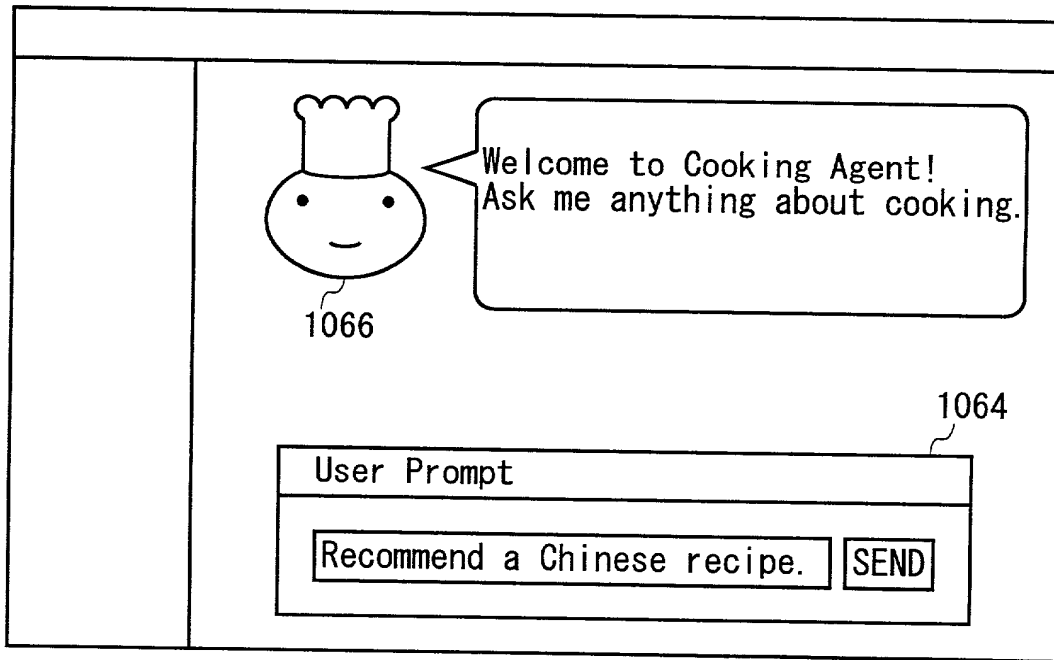 Welcome to Cooking Agent!
Ask me anything about cooking.
1066
1064
User Prompt
Recommend a Chinese recipe. SEND